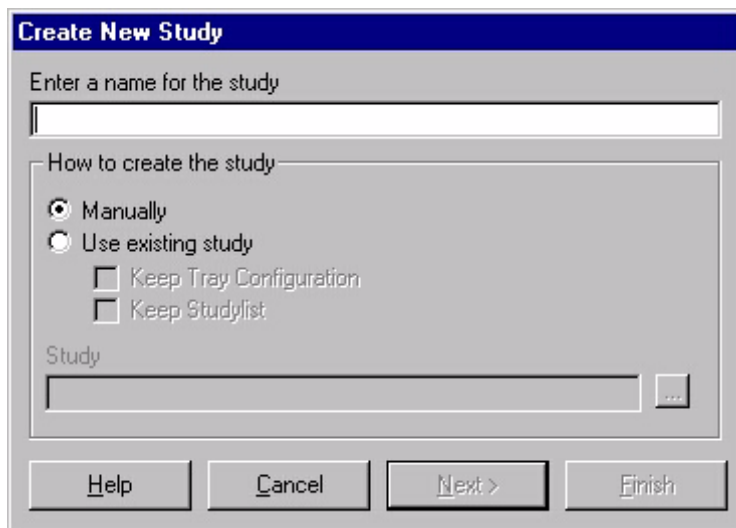 Create New Study
Enter a name for the study
How to create the study
Manually
Use existing study
Keep Tray Configuration
Keep Studylist
Study
...
Help Cancel Next > Finish